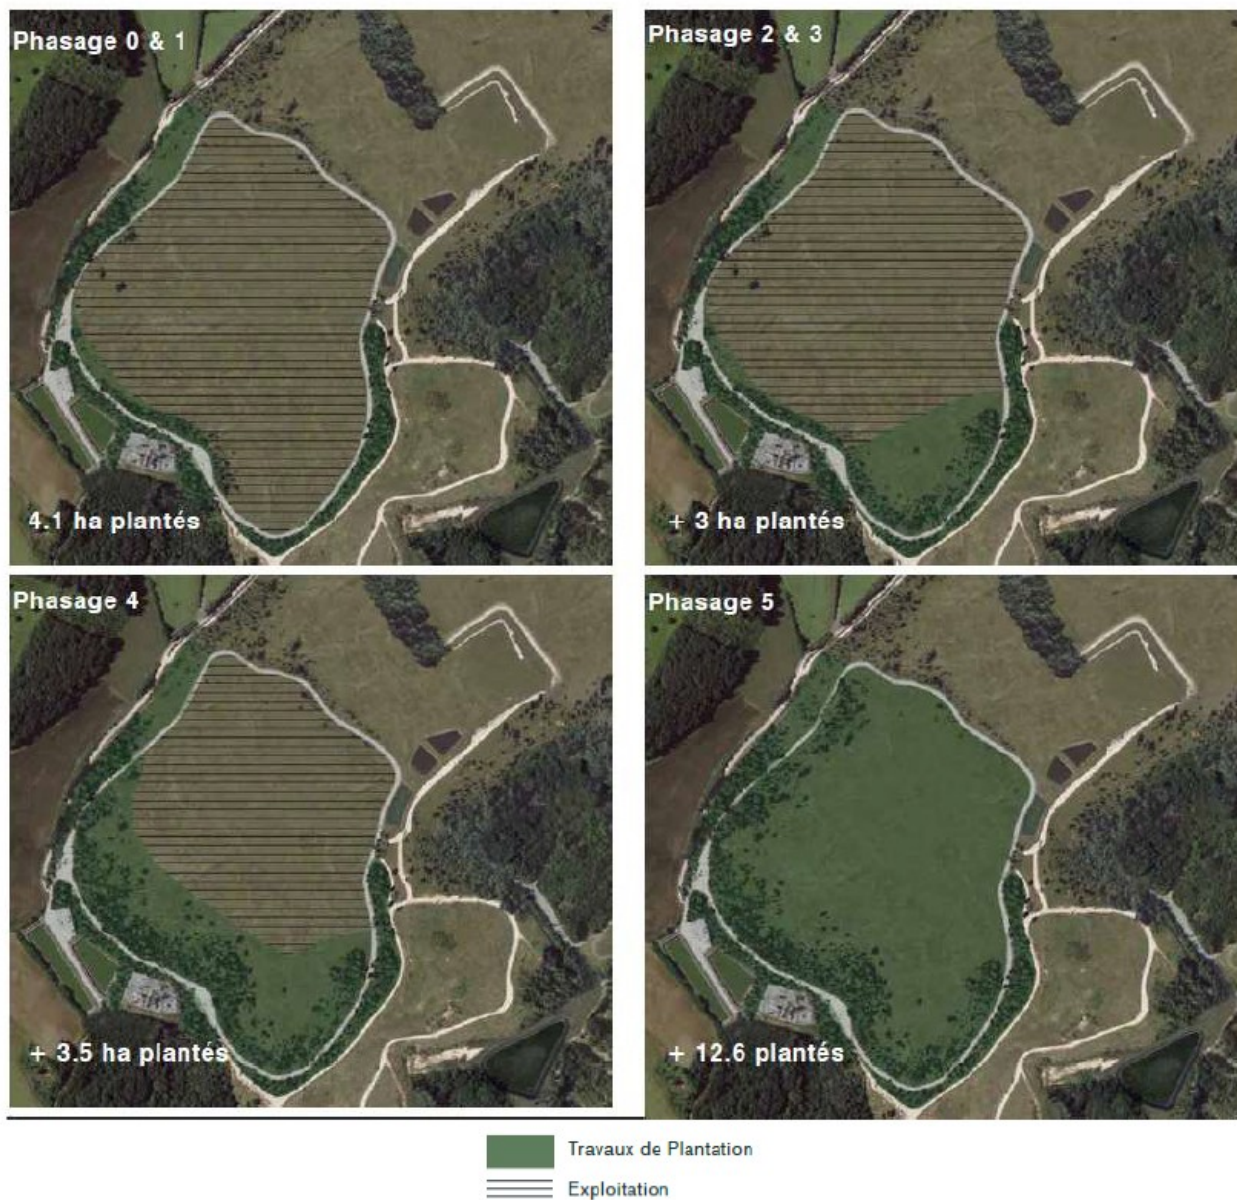 Phasage 0 & 1
Phasage 2 & 3
4.1 ha plantés
+ 3 ha plantés
Phasage 4
Phasage 5
+ 3.5 ha plantés
+ 12.6 plantés
Travaux de Plantation
Exploitation